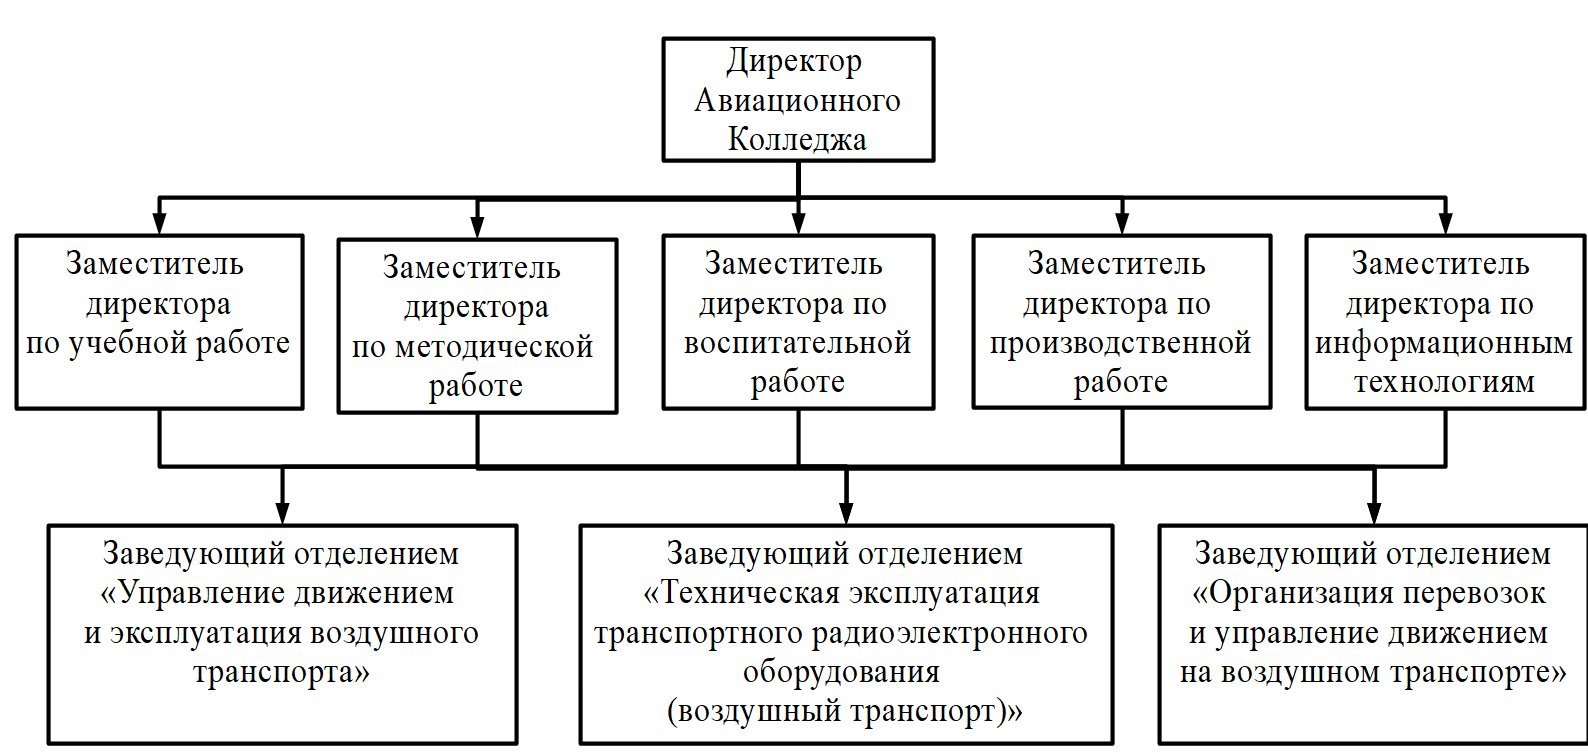 Директор
Авиационного
Колледжа
Заместитель
директора
по учебной работе
Заместитель
директора
по методической
работе
Заместитель
директора по
воспитательной
работе
Заместитель
директора по
производственной
работе
Заместитель
директора по
информационным
технологиям
Заведующий отделением
«Управление движением
и эксплуатация воздушного
транспорта»
Заведующий отделением
«Техническая эксплуатация
транспортного радиоэлектронного
оборудования
(воздушный транспорт)»
Заведующий отделением
«Организация перевозок
и управление движением
на воздушном транспорте»